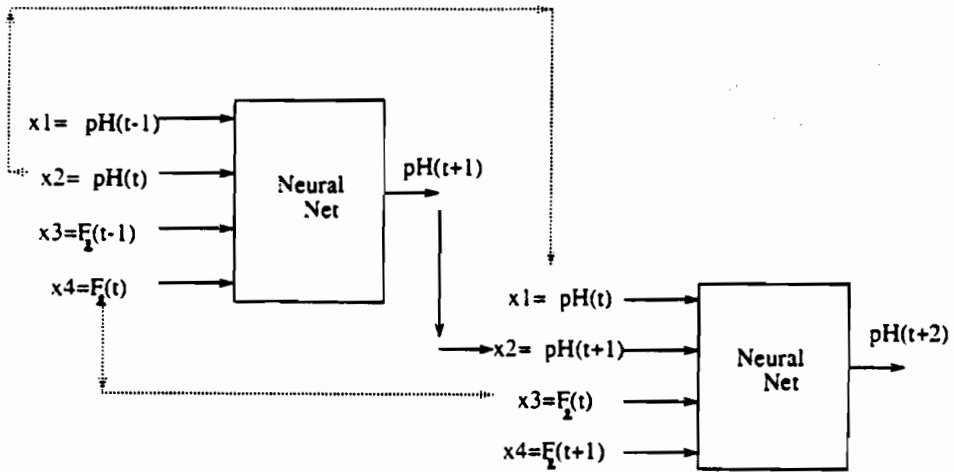 x1= pH(t-1)
x2= pH(t)
x3=F2(t-1)
x4=F2(t)
Neural
Net
pH(t+1)
x1= pH(t)
x2= pH(t+1)
x3=F2(t)
x4=F2(t+1)
Neural
Net
pH(t+2)